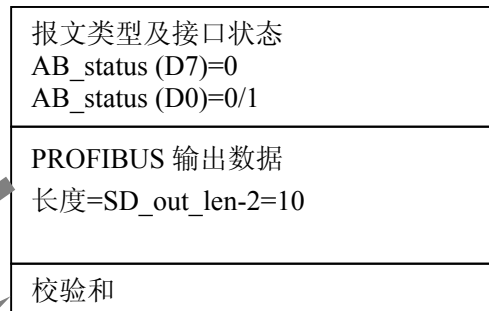 报文类型及接口状态
AB_status (D7)=0
AB_status (D0)=0/1
PROFIBUS 输出数据
长度=SD_out_len-2=10
校验和